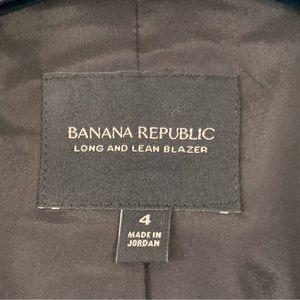 BANANA REPUBLIC
LONG AND LEAN BLAZER
4
MADE IN
JORDAN